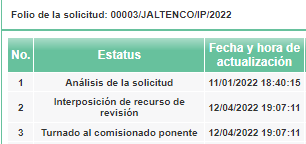 Folio de la solicitud: 00003/JALTENCO/IP/2022
No. Estatus Fecha y hora de actualización
1 Análisis de la solicitud 11/01/2022 18:40:15
2 Interposición de recurso de revisión 12/04/2022 19:07:11
3 Turnado al comisionado ponente 12/04/2022 19:07:11